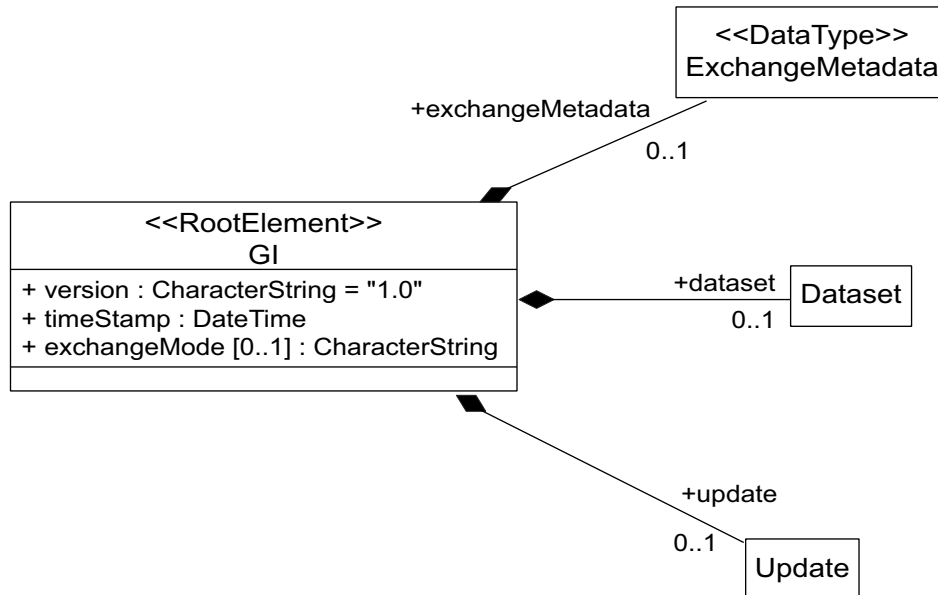 <<DataType>>
ExchangeMetadata
+exchangeMetadata
0..1
<<RootElement>>
GI
+ version : CharacterString = "1.0"
+ timeStamp : DateTime
+ exchangeMode [0..1] : CharacterString
+dataset
0..1
Dataset
+update
0..1
Update